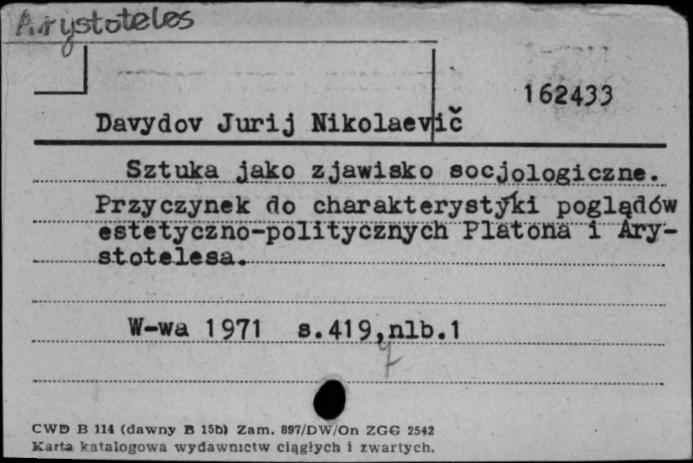 Arystoteles
162433
Davydov Jurij Nikolaevič
Sztuka jako zjawisko socjologiczne.
Przyczynek do charakterystyki poglądów
estetyczno-politycznych Platona i Ary-
stotelesa.
W-wa 1971 s.419,nlb.1
CWD B 114 (dawny B 15b) Zam. 897/DW/On ZGG 2542
Karta katalogowa wydawnictw ciągłych i zwartych.